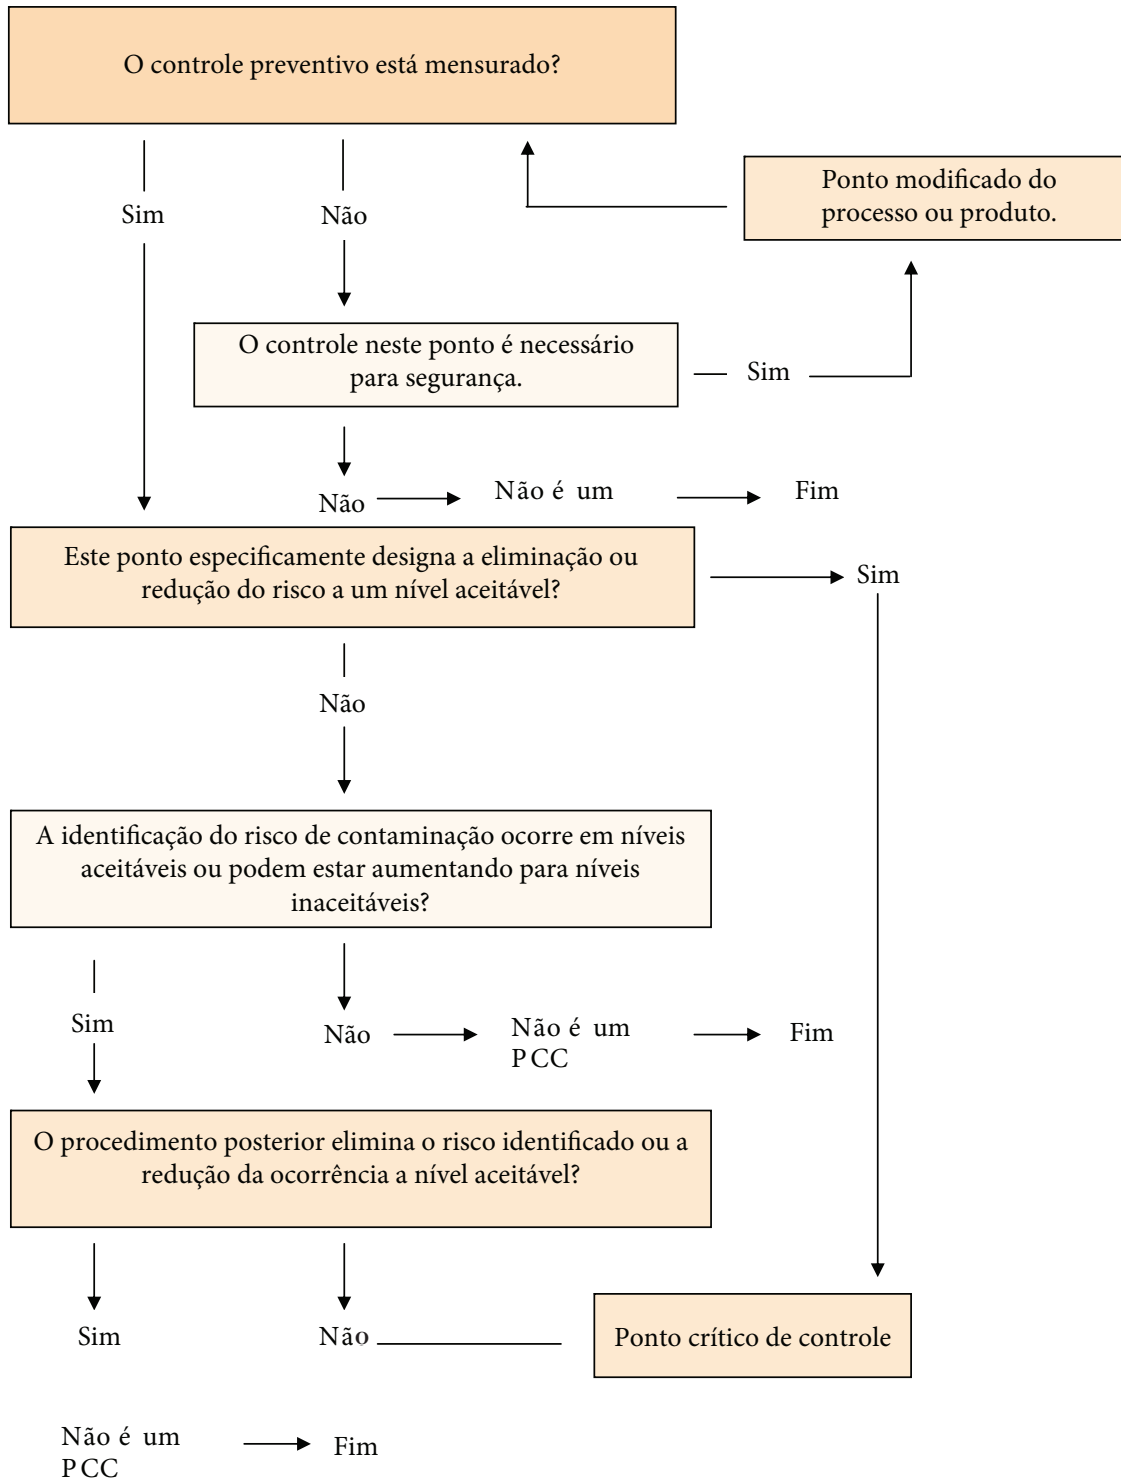 O controle preventivo está mensurado?
Ponto modificado do
processo ou produto.
Sim
Não
O controle neste ponto é necessário
para segurança.
Sim
Não
Não é um
Fim
Este ponto especificamente designa a eliminação ou
redução do risco a um nível aceitável?
Sim
Não
A identificação do risco de contaminação ocorre em níveis
aceitáveis ou podem estar aumentando para níveis
inaceitáveis?
Sim
Não
Não é um
PCC
Fim
O procedimento posterior elimina o risco identificado ou a
redução da ocorrência a nível aceitável?
Sim
Não
Ponto crítico de controle
Não é um
PCC
Fim